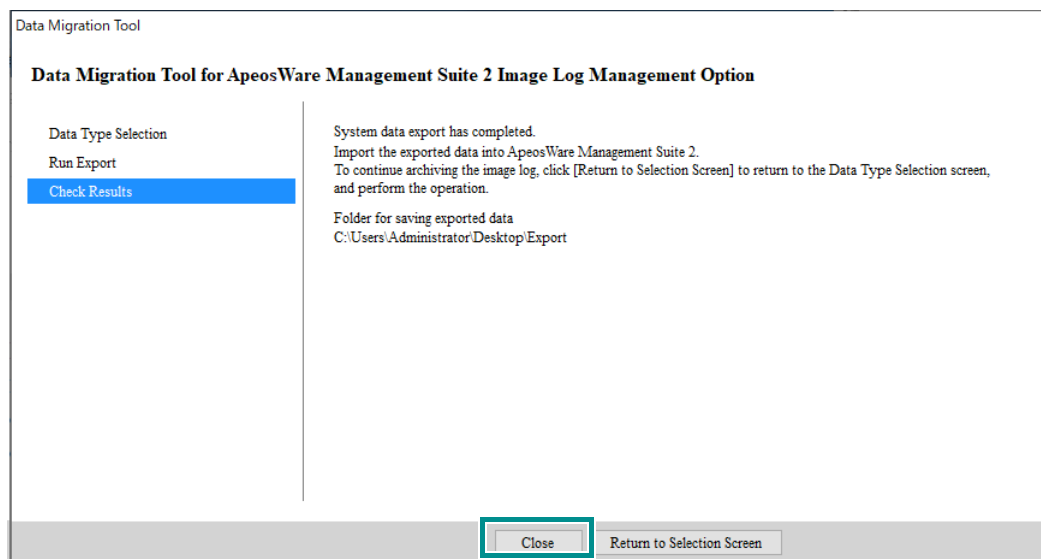 Data Migration Tool
Data Migration Tool for ApeosWare Management Suite 2 Image Log Management Option
Data Type Selection
Run Export
Check Results
System data export has completed.
Import the exported data into ApeosWare Management Suite 2.
To continue archiving the image log, click [Return to Selection Screen] to return to the Data Type Selection screen,
and perform the operation.
Folder for saving exported data
C:\Users\Administrator\Desktop\Export
Close
Return to Selection Screen